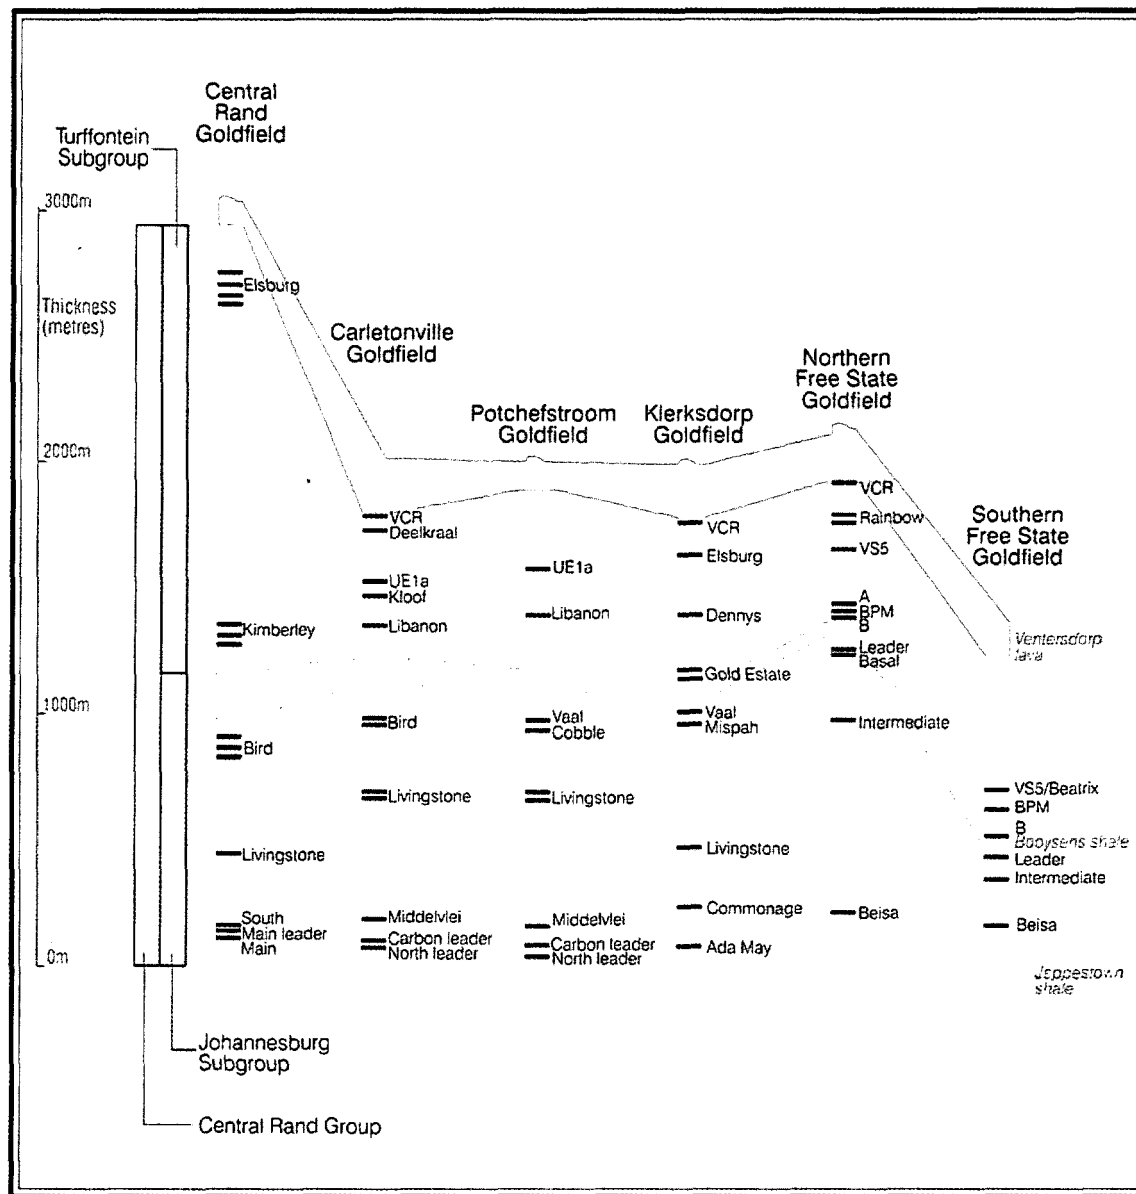 Central
Rand
Goldfield
Turffontein
Subgroup
3000m
Thickness
(metres)
2000m
1000m
0m
Elsburg
Kimberley
Bird
Livingstone
South
Main leader
Main
Carletonville
Goldfield
VCR
Deelkraal
UE1a
Kloof
Libanon
Bird
Livingstone
Middelvlei
Carbon leader
North leader
Potchefstroom
Goldfield
UE1a
Libanon
Vaal
Cobble
Livingstone
Middelvlei
Carbon leader
North leader
Klerksdorp
Goldfield
VCR
Elsburg
Dennys
Gold Estate
Vaal
Mispah
Livingstone
Commonage
Ada May
Northern
Free State
Goldfield
VCR
Rainbow
VS5
A
BPM
B
Leader
Basal
Intermediate
Beisa
Southern
Free State
Goldfield
Ventersdorp
lava
VS5/Beatrix
BPM
B
Booysens shale
Leader
Intermediate
Beisa
Jeppestown
shale
Johannesburg
Subgroup
Central Rand Group